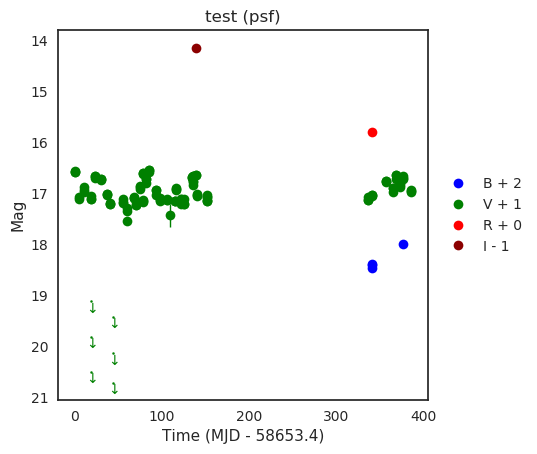 test (psf)
Mag
14
15
16
17
18
19
20
21
0
100
200
300
400
Time (MJD - 58653.4)
B + 2
V + 1
R + 0
I - 1